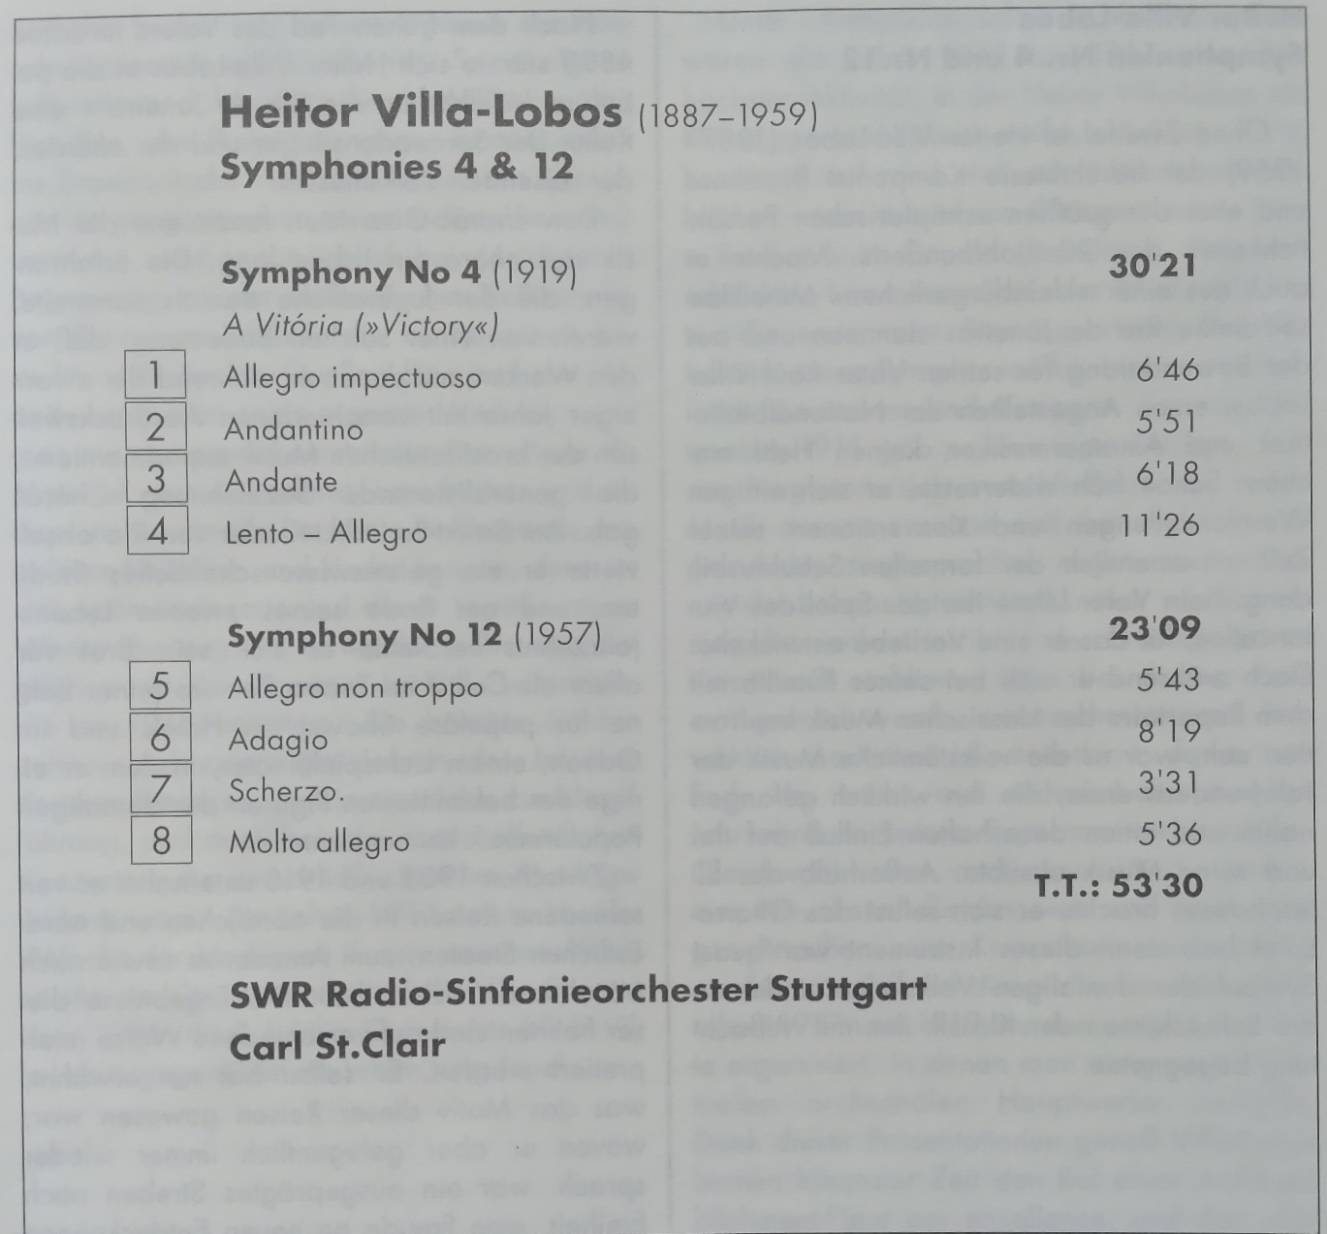 Heitor Villa-Lobos (1887–1959)
Symphonies 4 & 12
Symphony No 4 (1919) 30'21
A Vitória (»Victory«)
1 Allegro impectuoso 6'46
2 Andantino 5'51
3 Andante 6'18
4 Lento – Allegro 11'26
Symphony No 12 (1957) 23'09
5 Allegro non troppo 5'43
6 Adagio 8'19
7 Scherzo. 3'31
8 Molto allegro 5'36
T.T.: 53'30
SWR Radio-Sinfonieorchester Stuttgart
Carl St.Clair